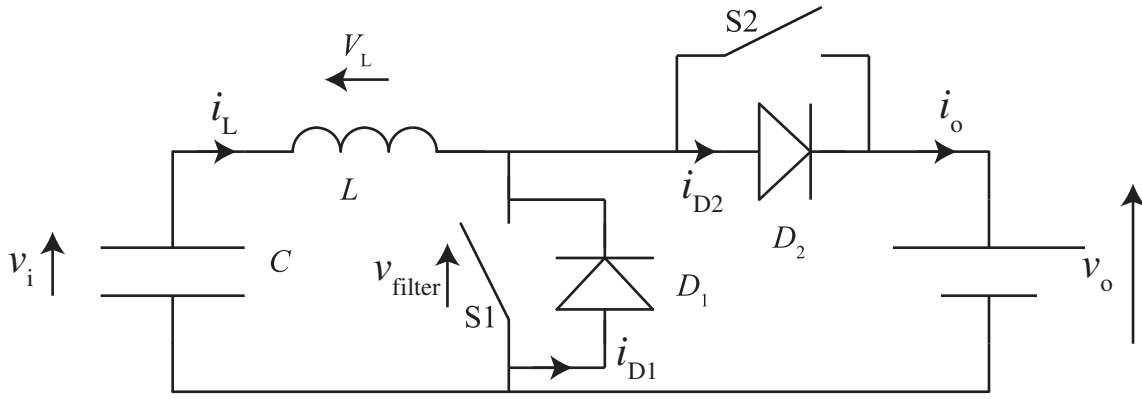 S2
V_L
i_L
i_o
L
i_D2
D_2
v_i
C
v_filter
S1
D_1
v_o
i_D1